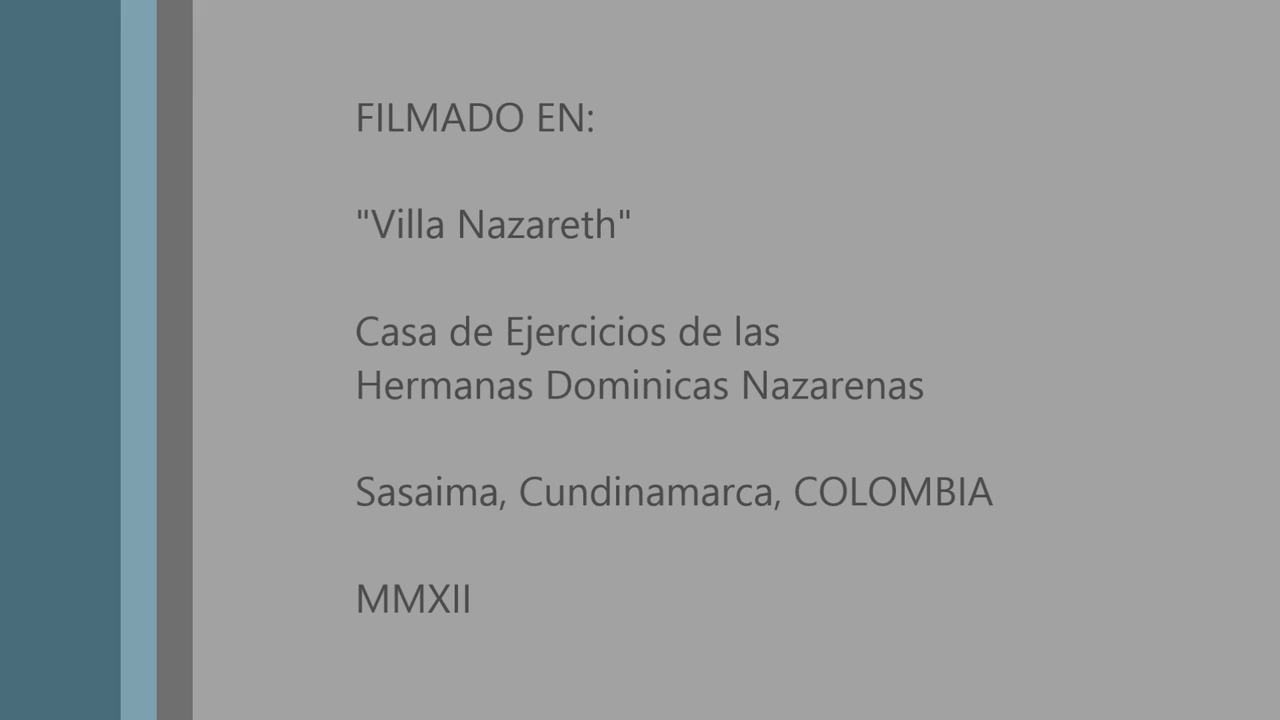 FILMADO EN:
"Villa Nazareth"
Casa de Ejercicios de las
Hermanas Dominicas Nazarenas
Sasaima, Cundinamarca, COLOMBIA
MMXII